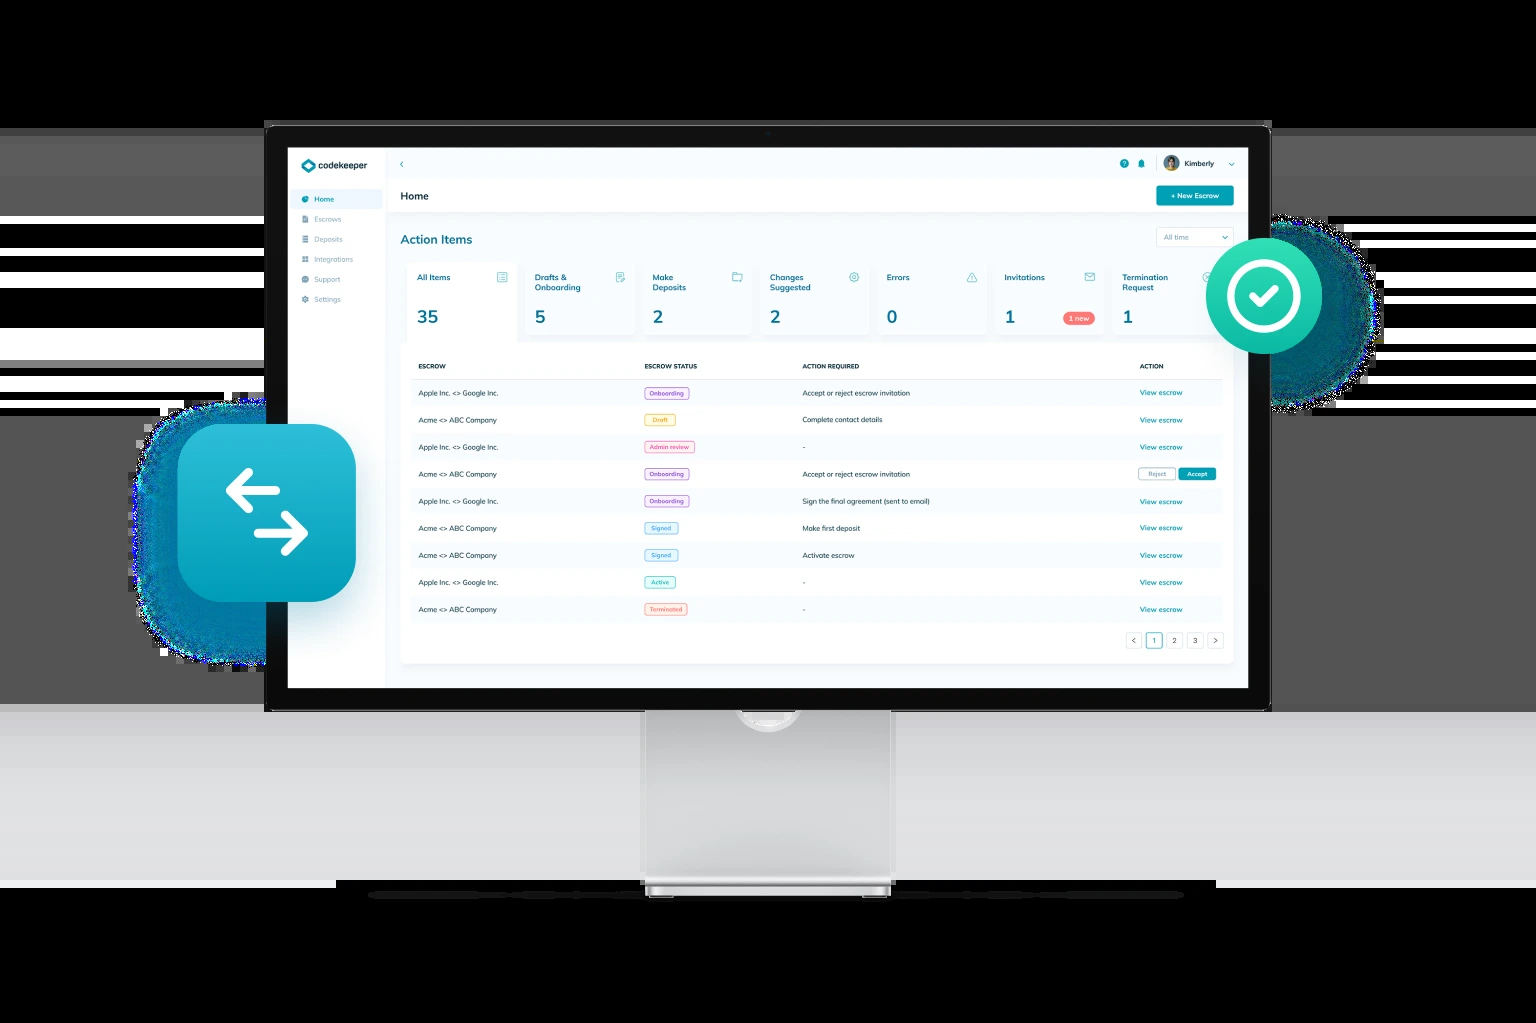 codekeeper
Kimberly
Home
Home
+ New Escrow
Escrows
Deposits
Integrations
Support
Settings
Action Items
All time
All Items
35
Drafts &
Onboarding
5
Make
Deposits
2
Changes
Suggested
2
Errors
0
Invitations
1
1 new
Termination
Request
1
ESCROW ESCROW STATUS ACTION REQUIRED ACTION
Apple Inc. <> Google Inc. Onboarding Accept or reject escrow invitation View escrow
Acme <> ABC Company Draft Complete contact details View escrow
Apple Inc. <> Google Inc. Admin review - View escrow
Acme <> ABC Company Onboarding Accept or reject escrow invitation Reject Accept
Apple Inc. <> Google Inc. Onboarding Sign the final agreement (sent to email) View escrow
Acme <> ABC Company Signed Make first deposit View escrow
Acme <> ABC Company Signed Activate escrow View escrow
Apple Inc. <> Google Inc. Active - View escrow
Acme <> ABC Company Terminated - View escrow
< 1 2 3 >